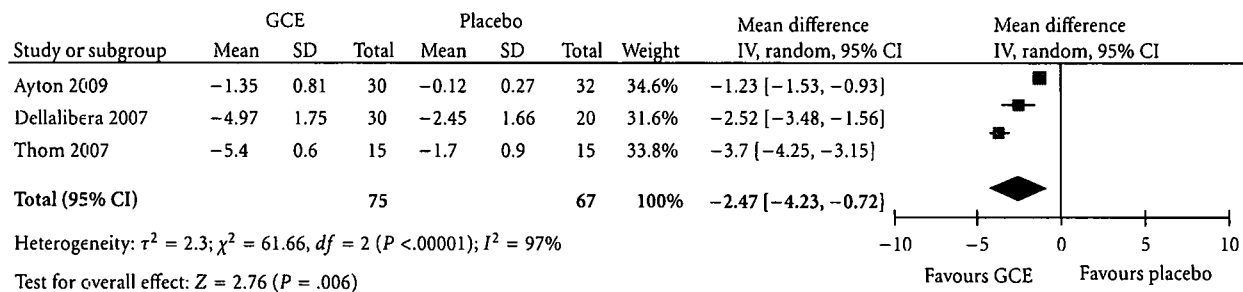 GCE Placebo Mean difference Mean difference
Study or subgroup Mean SD Total Mean SD Total Weight IV, random, 95% CI IV, random, 95% CI
Ayton 2009 −1.35 0.81 30 −0.12 0.27 32 34.6% −1.23 [−1.53, −0.93]
Dellalibera 2007 −4.97 1.75 30 −2.45 1.66 20 31.6% −2.52 [−3.48, −1.56]
Thom 2007 −5.4 0.6 15 −1.7 0.9 15 33.8% −3.7 [−4.25, −3.15]
Total (95% CI) 75 67 100% −2.47 [−4.23, −0.72]
Heterogeneity: τ² = 2.3; χ² = 61.66, df = 2 (P <.00001); I² = 97%
Test for overall effect: Z = 2.76 (P = .006)
−10 −5 0 5 10
Favours GCE Favours placebo